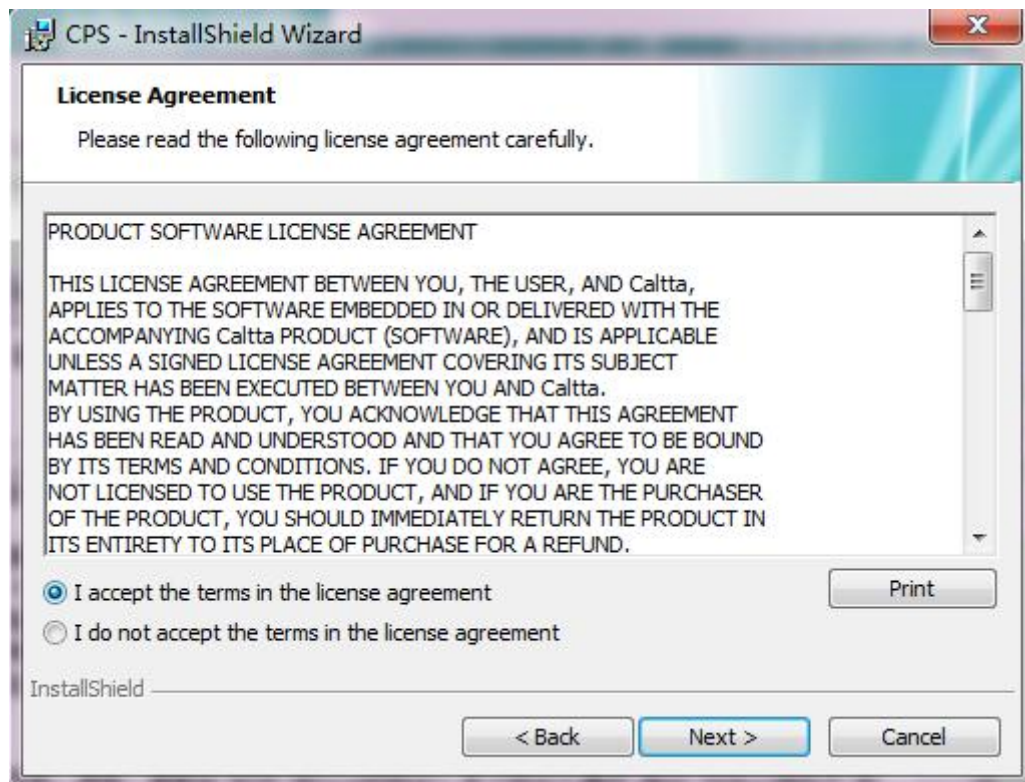 CPS - InstallShield Wizard
License Agreement
Please read the following license agreement carefully.
PRODUCT SOFTWARE LICENSE AGREEMENT
THIS LICENSE AGREEMENT BETWEEN YOU, THE USER, AND Caltta,
APPLIES TO THE SOFTWARE EMBEDDED IN OR DELIVERED WITH THE
ACCOMPANYING Caltta PRODUCT (SOFTWARE), AND IS APPLICABLE
UNLESS A SIGNED LICENSE AGREEMENT COVERING ITS SUBJECT
MATTER HAS BEEN EXECUTED BETWEEN YOU AND Caltta.
BY USING THE PRODUCT, YOU ACKNOWLEDGE THAT THIS AGREEMENT
HAS BEEN READ AND UNDERSTOOD AND THAT YOU AGREE TO BE BOUND
BY ITS TERMS AND CONDITIONS. IF YOU DO NOT AGREE, YOU ARE
NOT LICENSED TO USE THE PRODUCT, AND IF YOU ARE THE PURCHASER
OF THE PRODUCT, YOU SHOULD IMMEDIATELY RETURN THE PRODUCT IN
ITS ENTIRETY TO ITS PLACE OF PURCHASE FOR A REFUND.
I accept the terms in the license agreement
Print
I do not accept the terms in the license agreement
InstallShield
< Back
Next >
Cancel